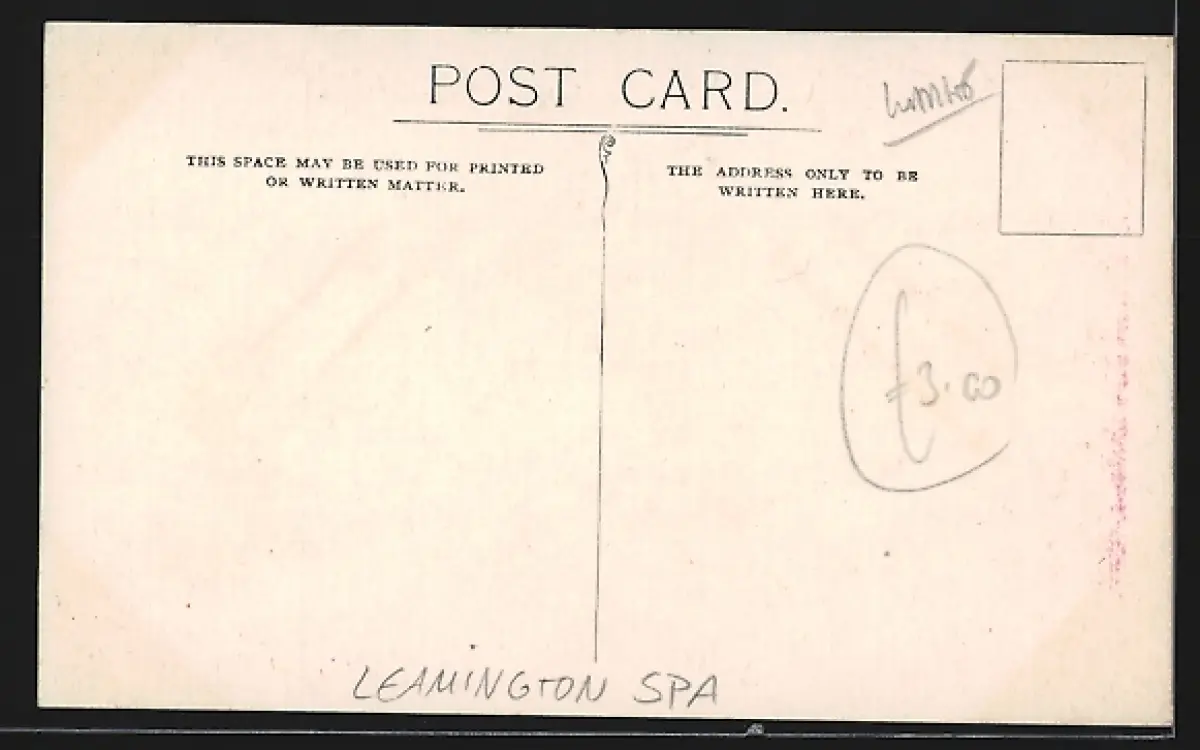 POST CARD.
THIS SPACE MAY BE USED FOR PRINTED
OR WRITTEN MATTER.
THE ADDRESS ONLY TO BE
WRITTEN HERE.
£3.00
LEAMINGTON SPA